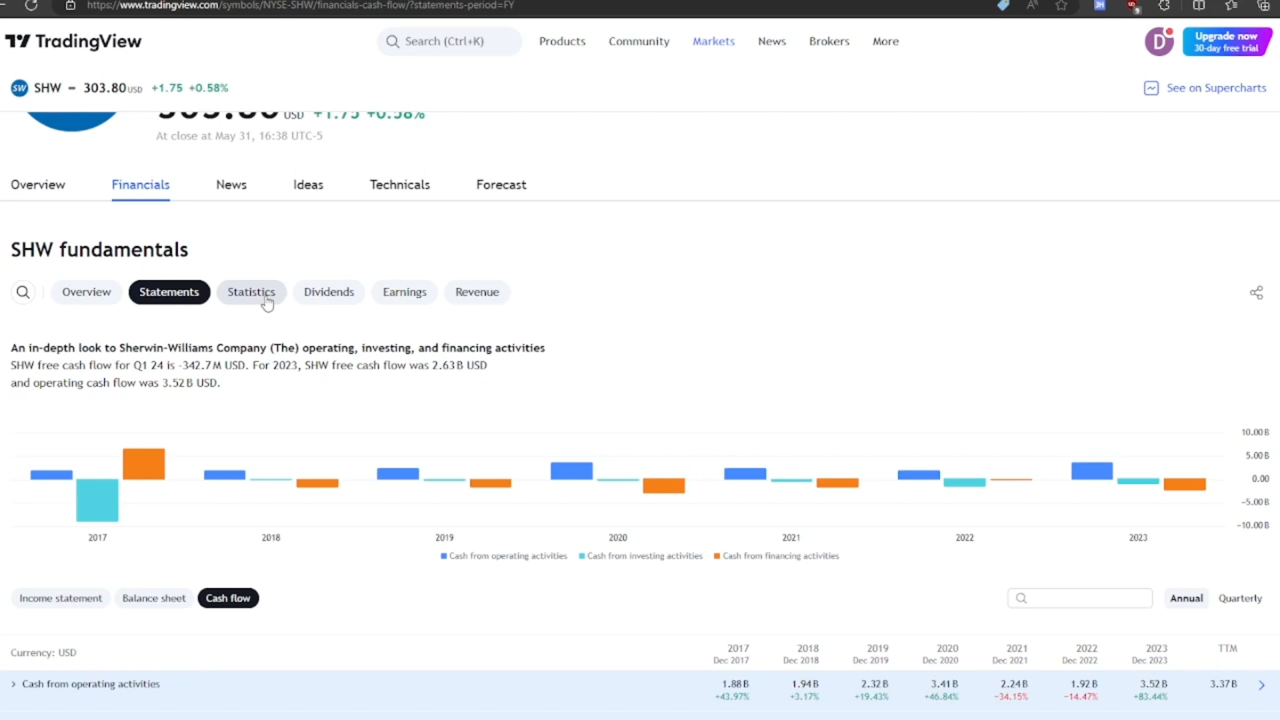 https://www.tradingview.com/symbols/NYSE-SHW/financials-cash-flow/?statements-period=FY
TradingView
Search (Ctrl+K)
Products
Community
Markets
News
Brokers
More
D
Upgrade now
30-day free trial
SW SHW − 303.80 USD +1.75 +0.58%
See on Supercharts
303.80 USD +1.75 +0.58%
At close at May 31, 16:38 UTC-5
Overview
Financials
News
Ideas
Technicals
Forecast
SHW fundamentals
Overview
Statements
Statistics
Dividends
Earnings
Revenue
An in-depth look to Sherwin-Williams Company (The) operating, investing, and financing activities
SHW free cash flow for Q1 24 is -342.7M USD. For 2023, SHW free cash flow was 2.63B USD
and operating cash flow was 3.52B USD.
10.00B
5.00B
0.00
−5.00B
−10.00B
2017 2018 2019 2020 2021 2022 2023
Cash from operating activities Cash from investing activities Cash from financing activities
Income statement
Balance sheet
Cash flow
Annual
Quarterly
Currency: USD
2017 2018 2019 2020 2021 2022 2023 TTM
Dec 2017 Dec 2018 Dec 2019 Dec 2020 Dec 2021 Dec 2022 Dec 2023
Cash from operating activities 1.88B 1.94B 2.32B 3.41B 2.24B 1.92B 3.52B 3.37B
+43.97% +3.17% +19.43% +46.84% −34.15% −14.47% +83.44%